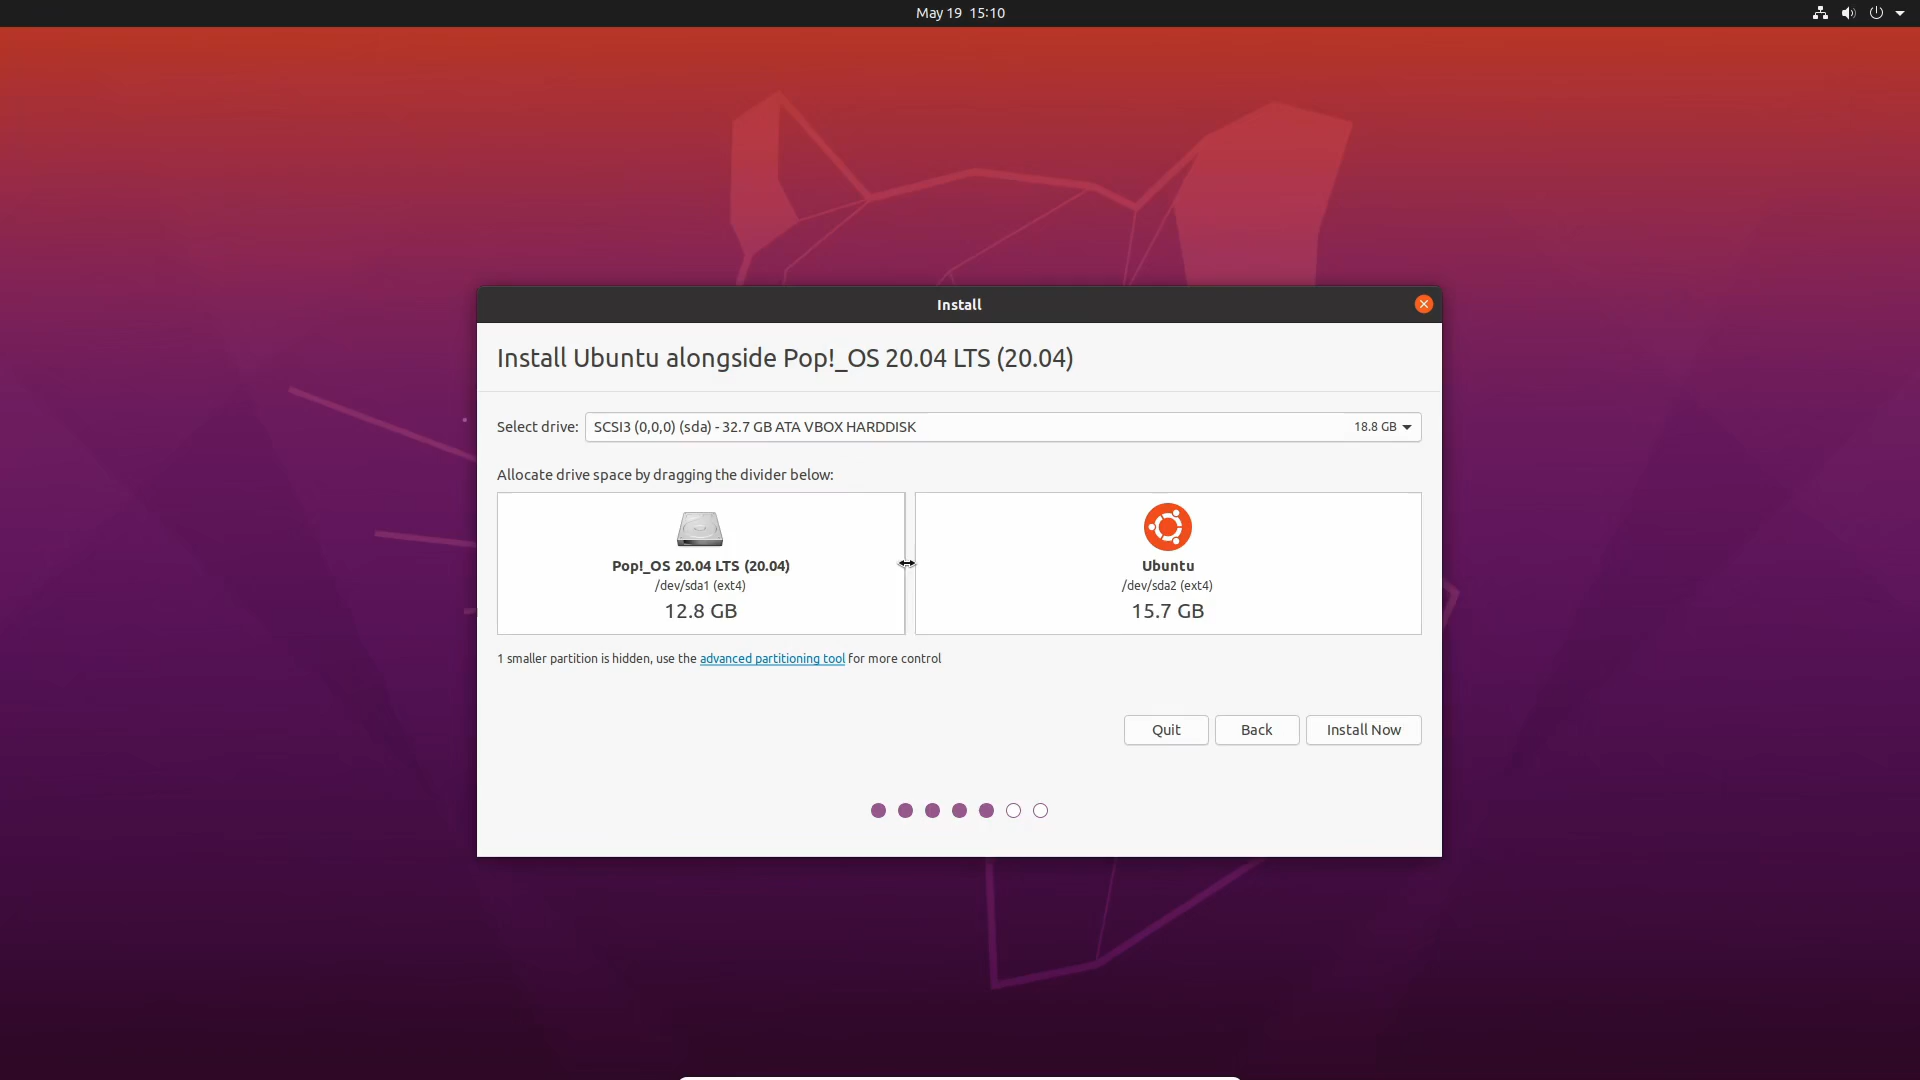 May 19 15:10
Install
Install Ubuntu alongside Pop!_OS 20.04 LTS (20.04)
Select drive: SCSI3 (0,0,0) (sda) - 32.7 GB ATA VBOX HARDDISK 18.8 GB
Allocate drive space by dragging the divider below:
Pop!_OS 20.04 LTS (20.04)
/dev/sda1 (ext4)
12.8 GB
Ubuntu
/dev/sda2 (ext4)
15.7 GB
1 smaller partition is hidden, use the advanced partitioning tool for more control
Quit Back Install Now